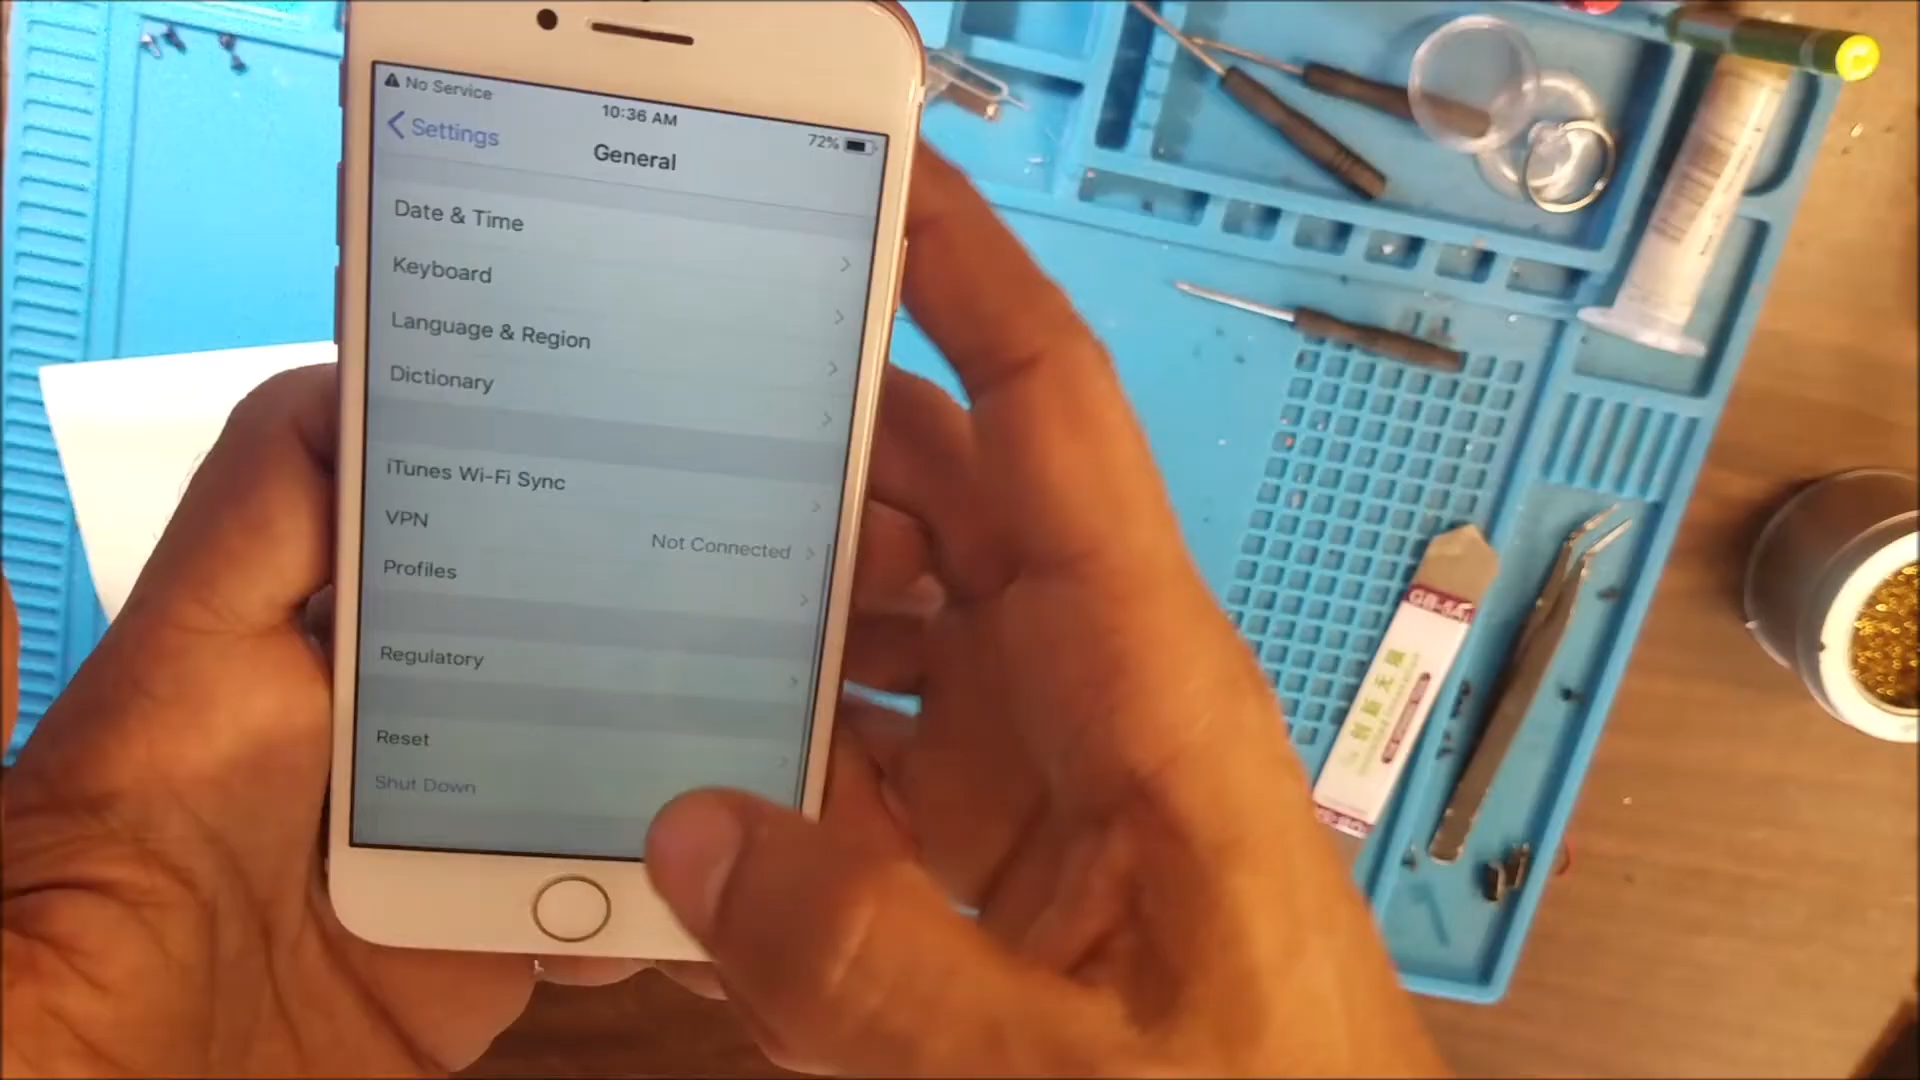 No Service
10:36 AM
72%
Settings
General
Date & Time
Keyboard
Language & Region
Dictionary
iTunes Wi-Fi Sync
VPN
Not Connected
Profiles
Regulatory
Reset
Shut Down